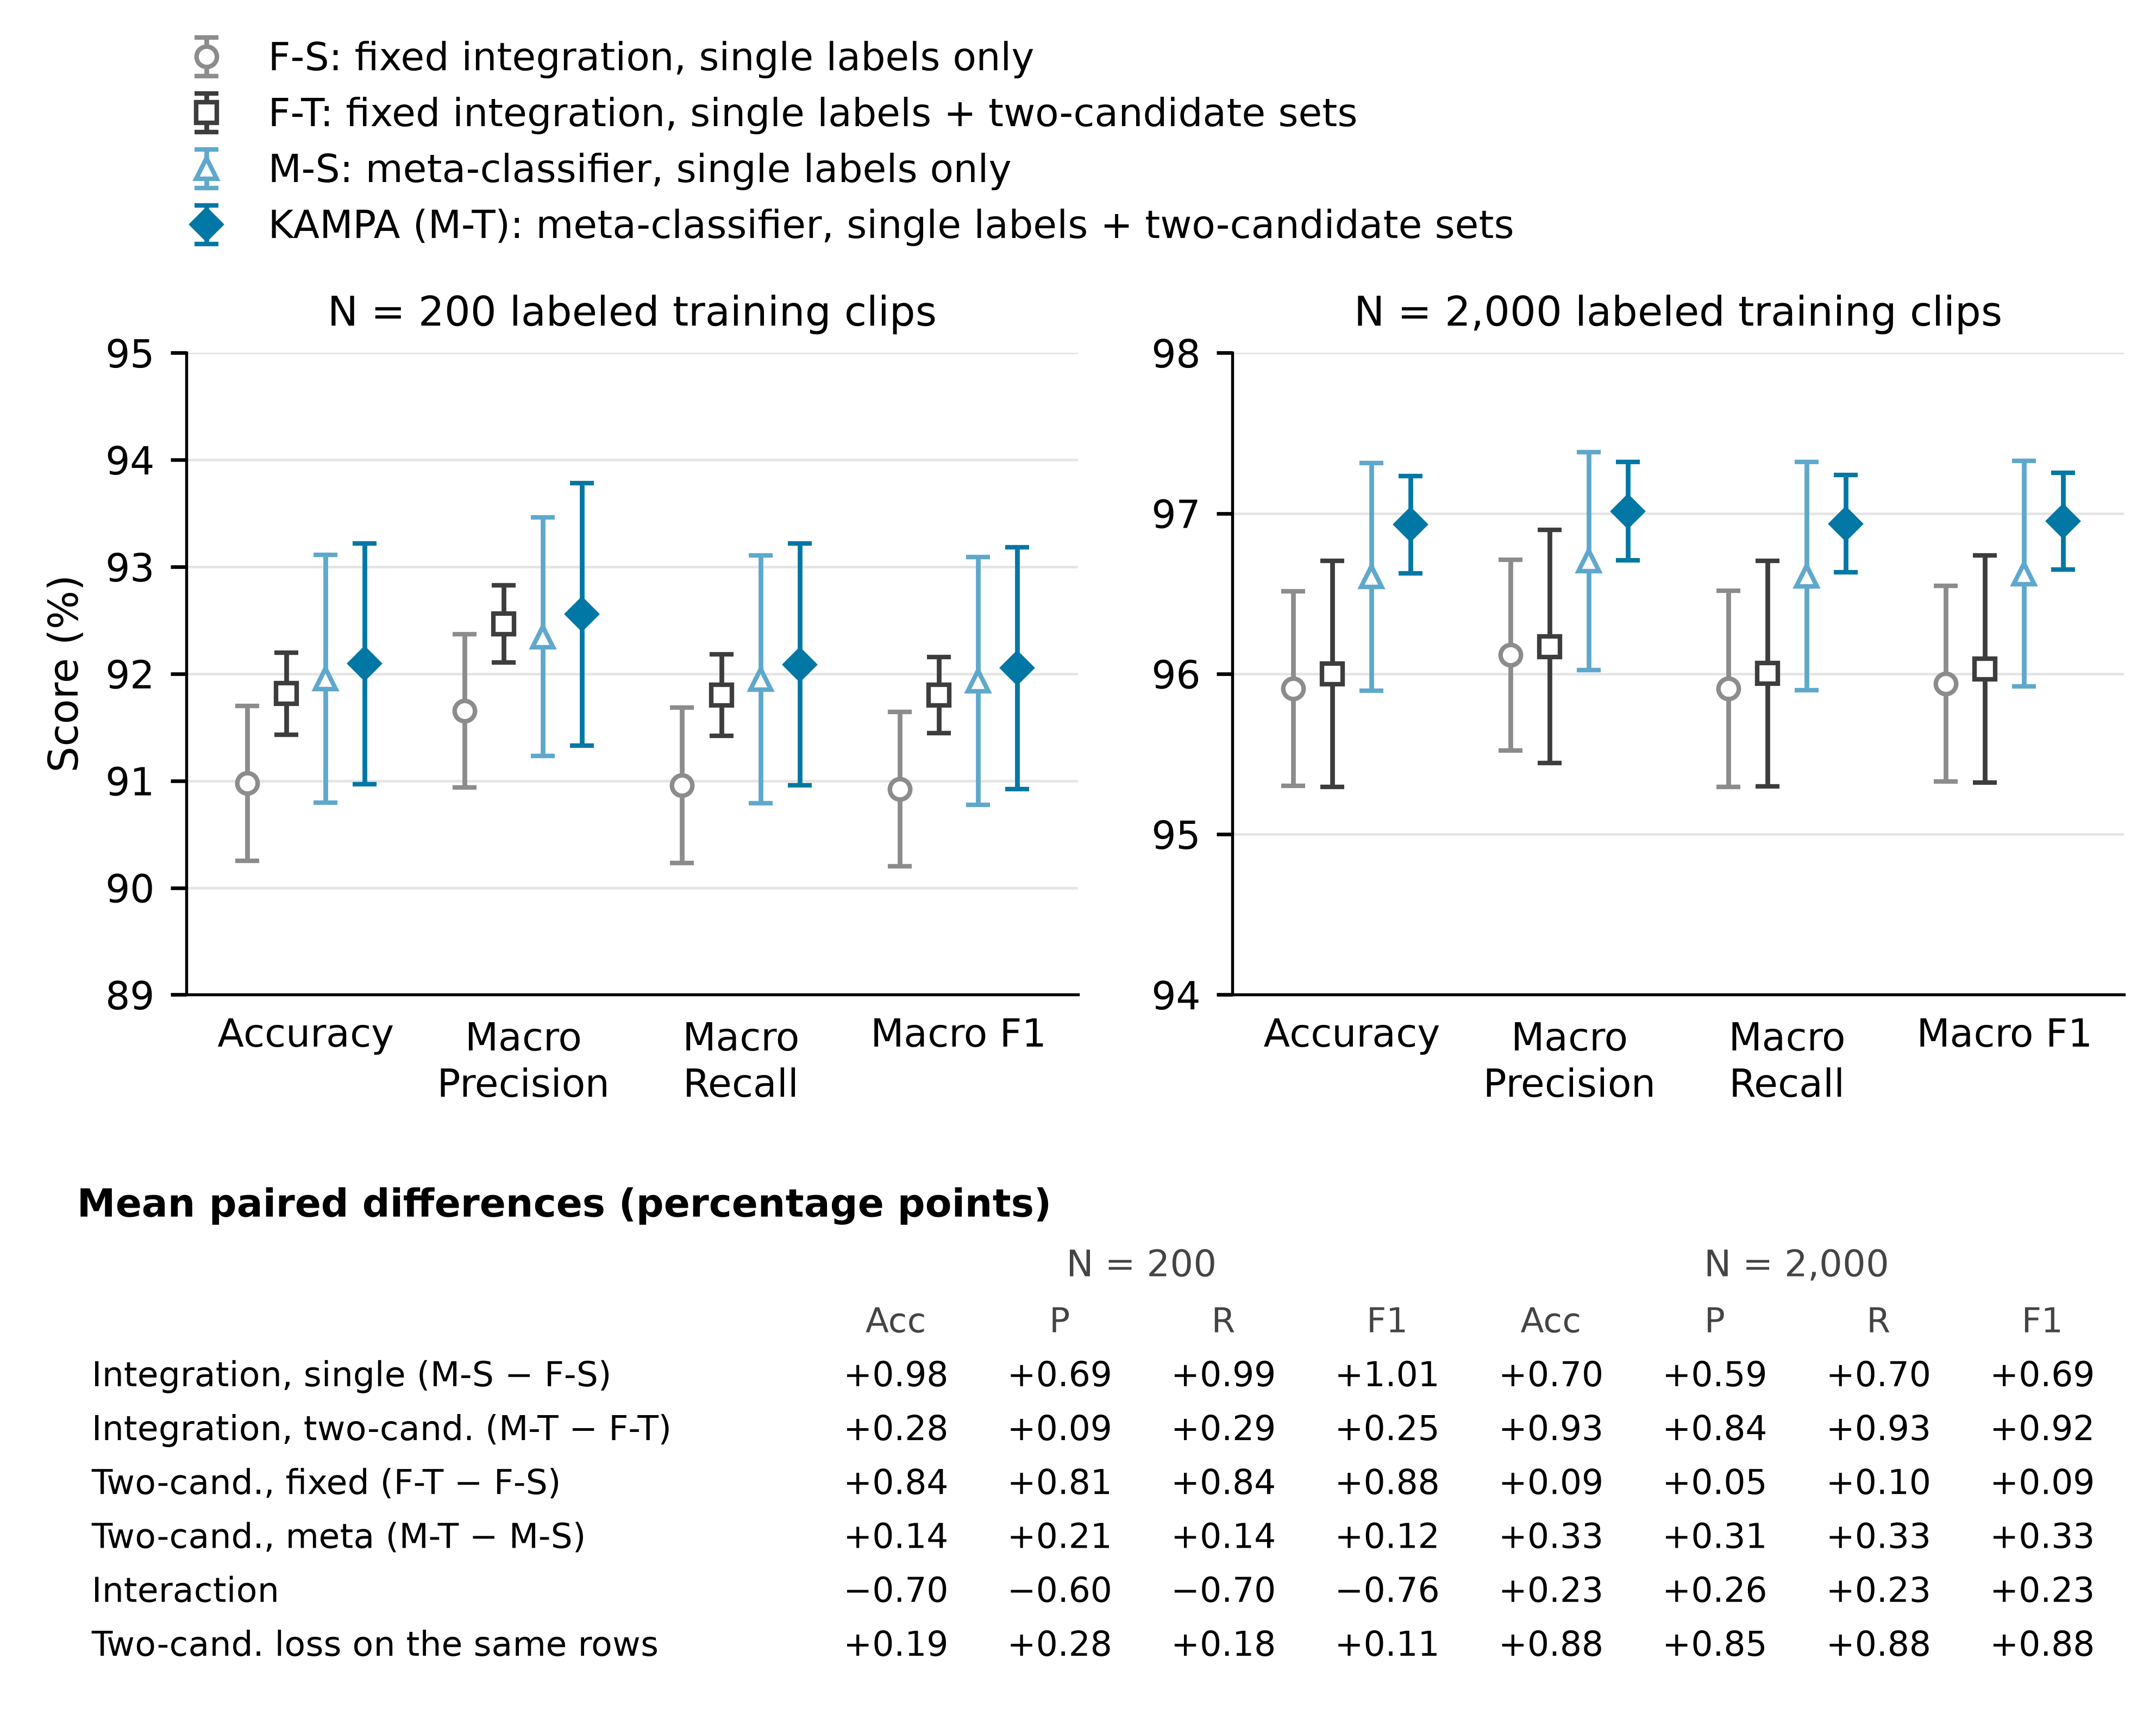 F-S: fixed integration, single labels only
F-T: fixed integration, single labels + two-candidate sets
M-S: meta-classifier, single labels only
KAMPA (M-T): meta-classifier, single labels + two-candidate sets
N = 200 labeled training clips
95
94
93
92
91
90
89
Score (%)
Accuracy
Macro
Precision
Macro
Recall
Macro F1
N = 2,000 labeled training clips
98
97
96
95
94
Accuracy
Macro
Precision
Macro
Recall
Macro F1
Mean paired differences (percentage points)
N = 200 N = 2,000
Acc P R F1 Acc P R F1
Integration, single (M-S − F-S) +0.98 +0.69 +0.99 +1.01 +0.70 +0.59 +0.70 +0.69
Integration, two-cand. (M-T − F-T) +0.28 +0.09 +0.29 +0.25 +0.93 +0.84 +0.93 +0.92
Two-cand., fixed (F-T − F-S) +0.84 +0.81 +0.84 +0.88 +0.09 +0.05 +0.10 +0.09
Two-cand., meta (M-T − M-S) +0.14 +0.21 +0.14 +0.12 +0.33 +0.31 +0.33 +0.33
Interaction −0.70 −0.60 −0.70 −0.76 +0.23 +0.26 +0.23 +0.23
Two-cand. loss on the same rows +0.19 +0.28 +0.18 +0.11 +0.88 +0.85 +0.88 +0.88